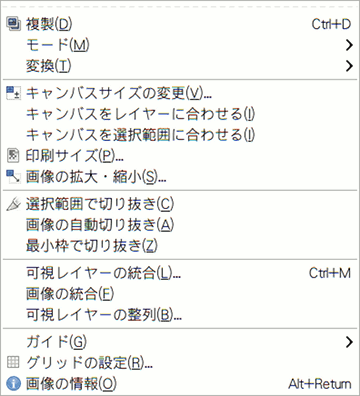 複製(D) Ctrl+D
モード(M)
変換(T)
キャンバスサイズの変更(V)...
キャンバスをレイヤーに合わせる(I)
キャンバスを選択範囲に合わせる(I)
印刷サイズ(P)...
画像の拡大・縮小(S)...
選択範囲で切り抜き(C)
画像の自動切り抜き(A)
最小枠で切り抜き(Z)
可視レイヤーの統合(L)... Ctrl+M
画像の統合(F)
可視レイヤーの整列(B)...
ガイド(G)
グリッドの設定(R)...
画像の情報(O) Alt+Return